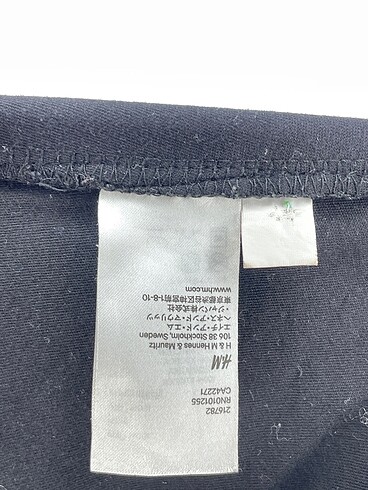 216782
RN0101255
CA42271
H&M
H & M Hennes & Mauritz
106 38 Stockholm, Sweden
エイチ・アンド・エム
ヘネス・アンド・マウリッツ
・ジャパン株式会社
東京都渋谷区神宮前1-8-10
www.hm.com